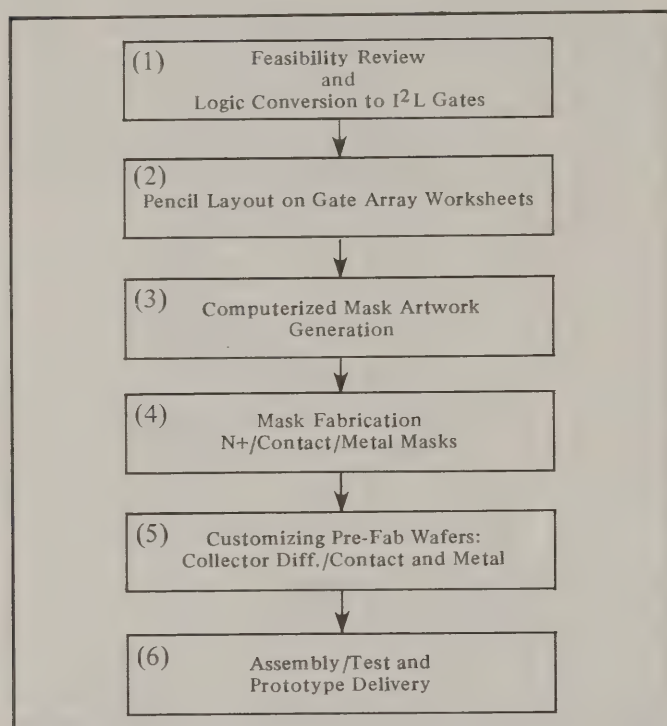 (1)
Feasibility Review
and
Logic Conversion to I²L Gates
(2)
Pencil Layout on Gate Array Worksheets
(3)
Computerized Mask Artwork
Generation
(4)
Mask Fabrication
N+/Contact/Metal Masks
(5)
Customizing Pre-Fab Wafers:
Collector Diff./Contact and Metal
(6)
Assembly/Test and
Prototype Delivery